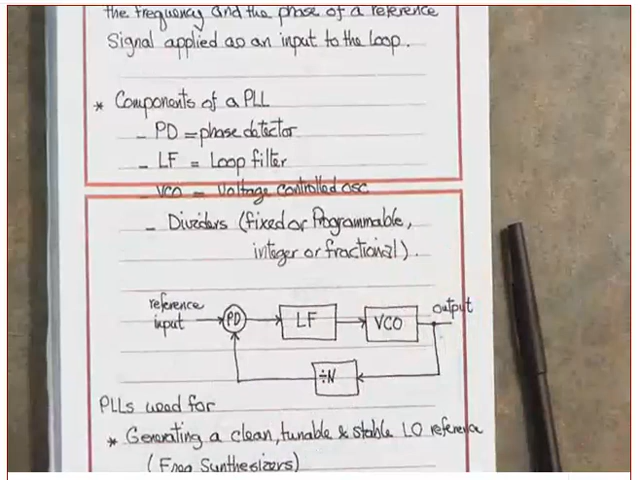 the frequency and the phase of a reference
Signal applied as an input to the loop.
* Components of a PLL
- PD = phase detector
- LF = Loop filter
- VCO = Voltage controlled osc
- Dividers (fixed or Programmable,
integer or fractional).
reference
input
PD
LF
VCO
output
÷N
PLLs used for
* Generating a clean, tunable & stable LO reference
(Freq Synthesizers)